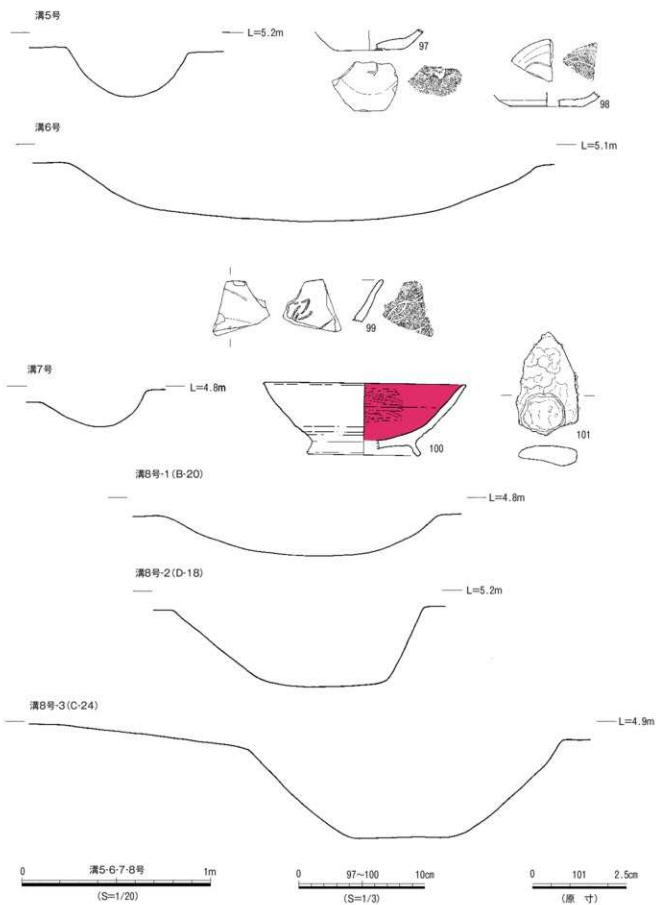 溝5号
L=5.2m
97
98
溝6号
L=5.1m
99
溝7号
L=4.8m
100
101
溝8号-1(B-20)
L=4.8m
溝8号-2(D-18)
L=5.2m
溝8号-3(C-24)
L=4.9m
0 溝5・6・7・8号 1m
(S=1/20)
0 97~100 10cm
(S=1/3)
0 101 2.5cm
(原 寸)